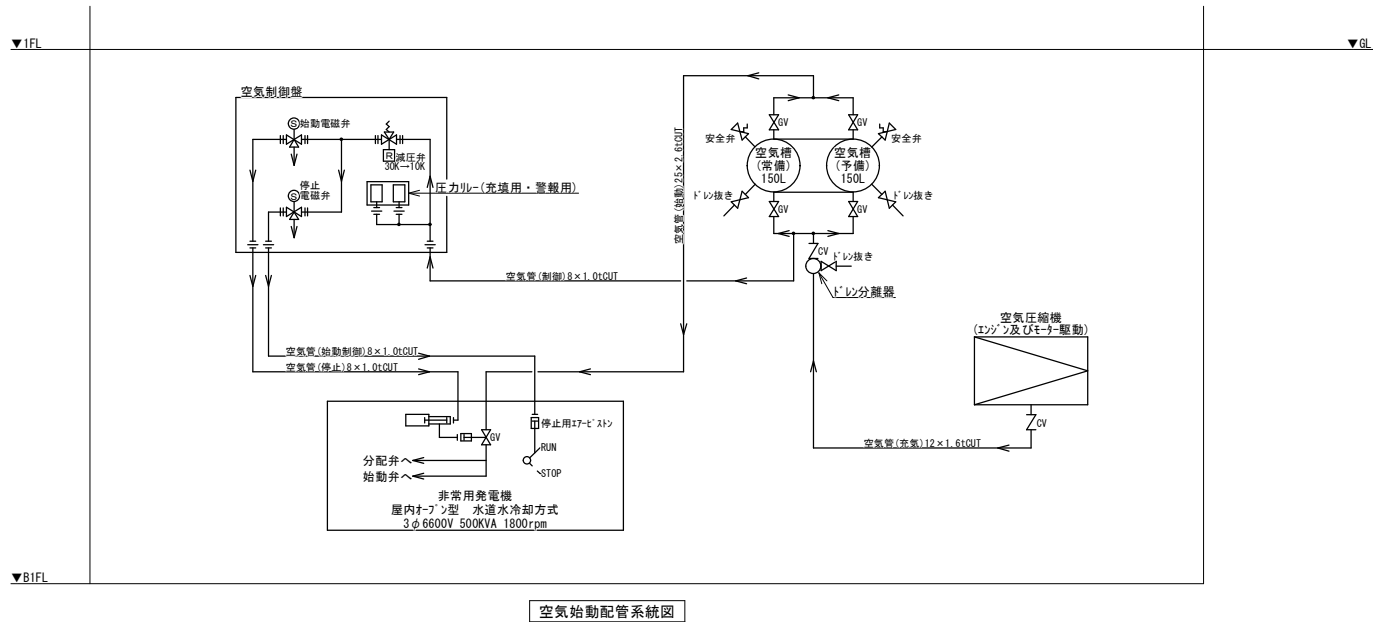 ▼1FL
▼GL
空気制御盤
Ⓢ始動電磁弁
R 減圧弁
30K→10K
停止
Ⓢ電磁弁
圧力リレー(充填用・警報用)
空気管(始動)25×2.6tCUT
GV
GV
安全弁
安全弁
空気槽
(常備)
150L
空気槽
(予備)
150L
ドレン抜き
ドレン抜き
GV
GV
CV
ドレン抜き
ドレン分離器
空気管(制御)8×1.0tCUT
空気圧縮機
(エンジン及びモーター駆動)
CV
空気管(充気)12×1.6tCUT
空気管(始動制御)8×1.0tCUT
空気管(停止)8×1.0tCUT
停止用エアーピストン
GV
RUN
STOP
分配弁へ
始動弁へ
非常用発電機
屋内オープン型 水道水冷却方式
3φ6600V 500KVA 1800rpm
▼B1FL
空気始動配管系統図